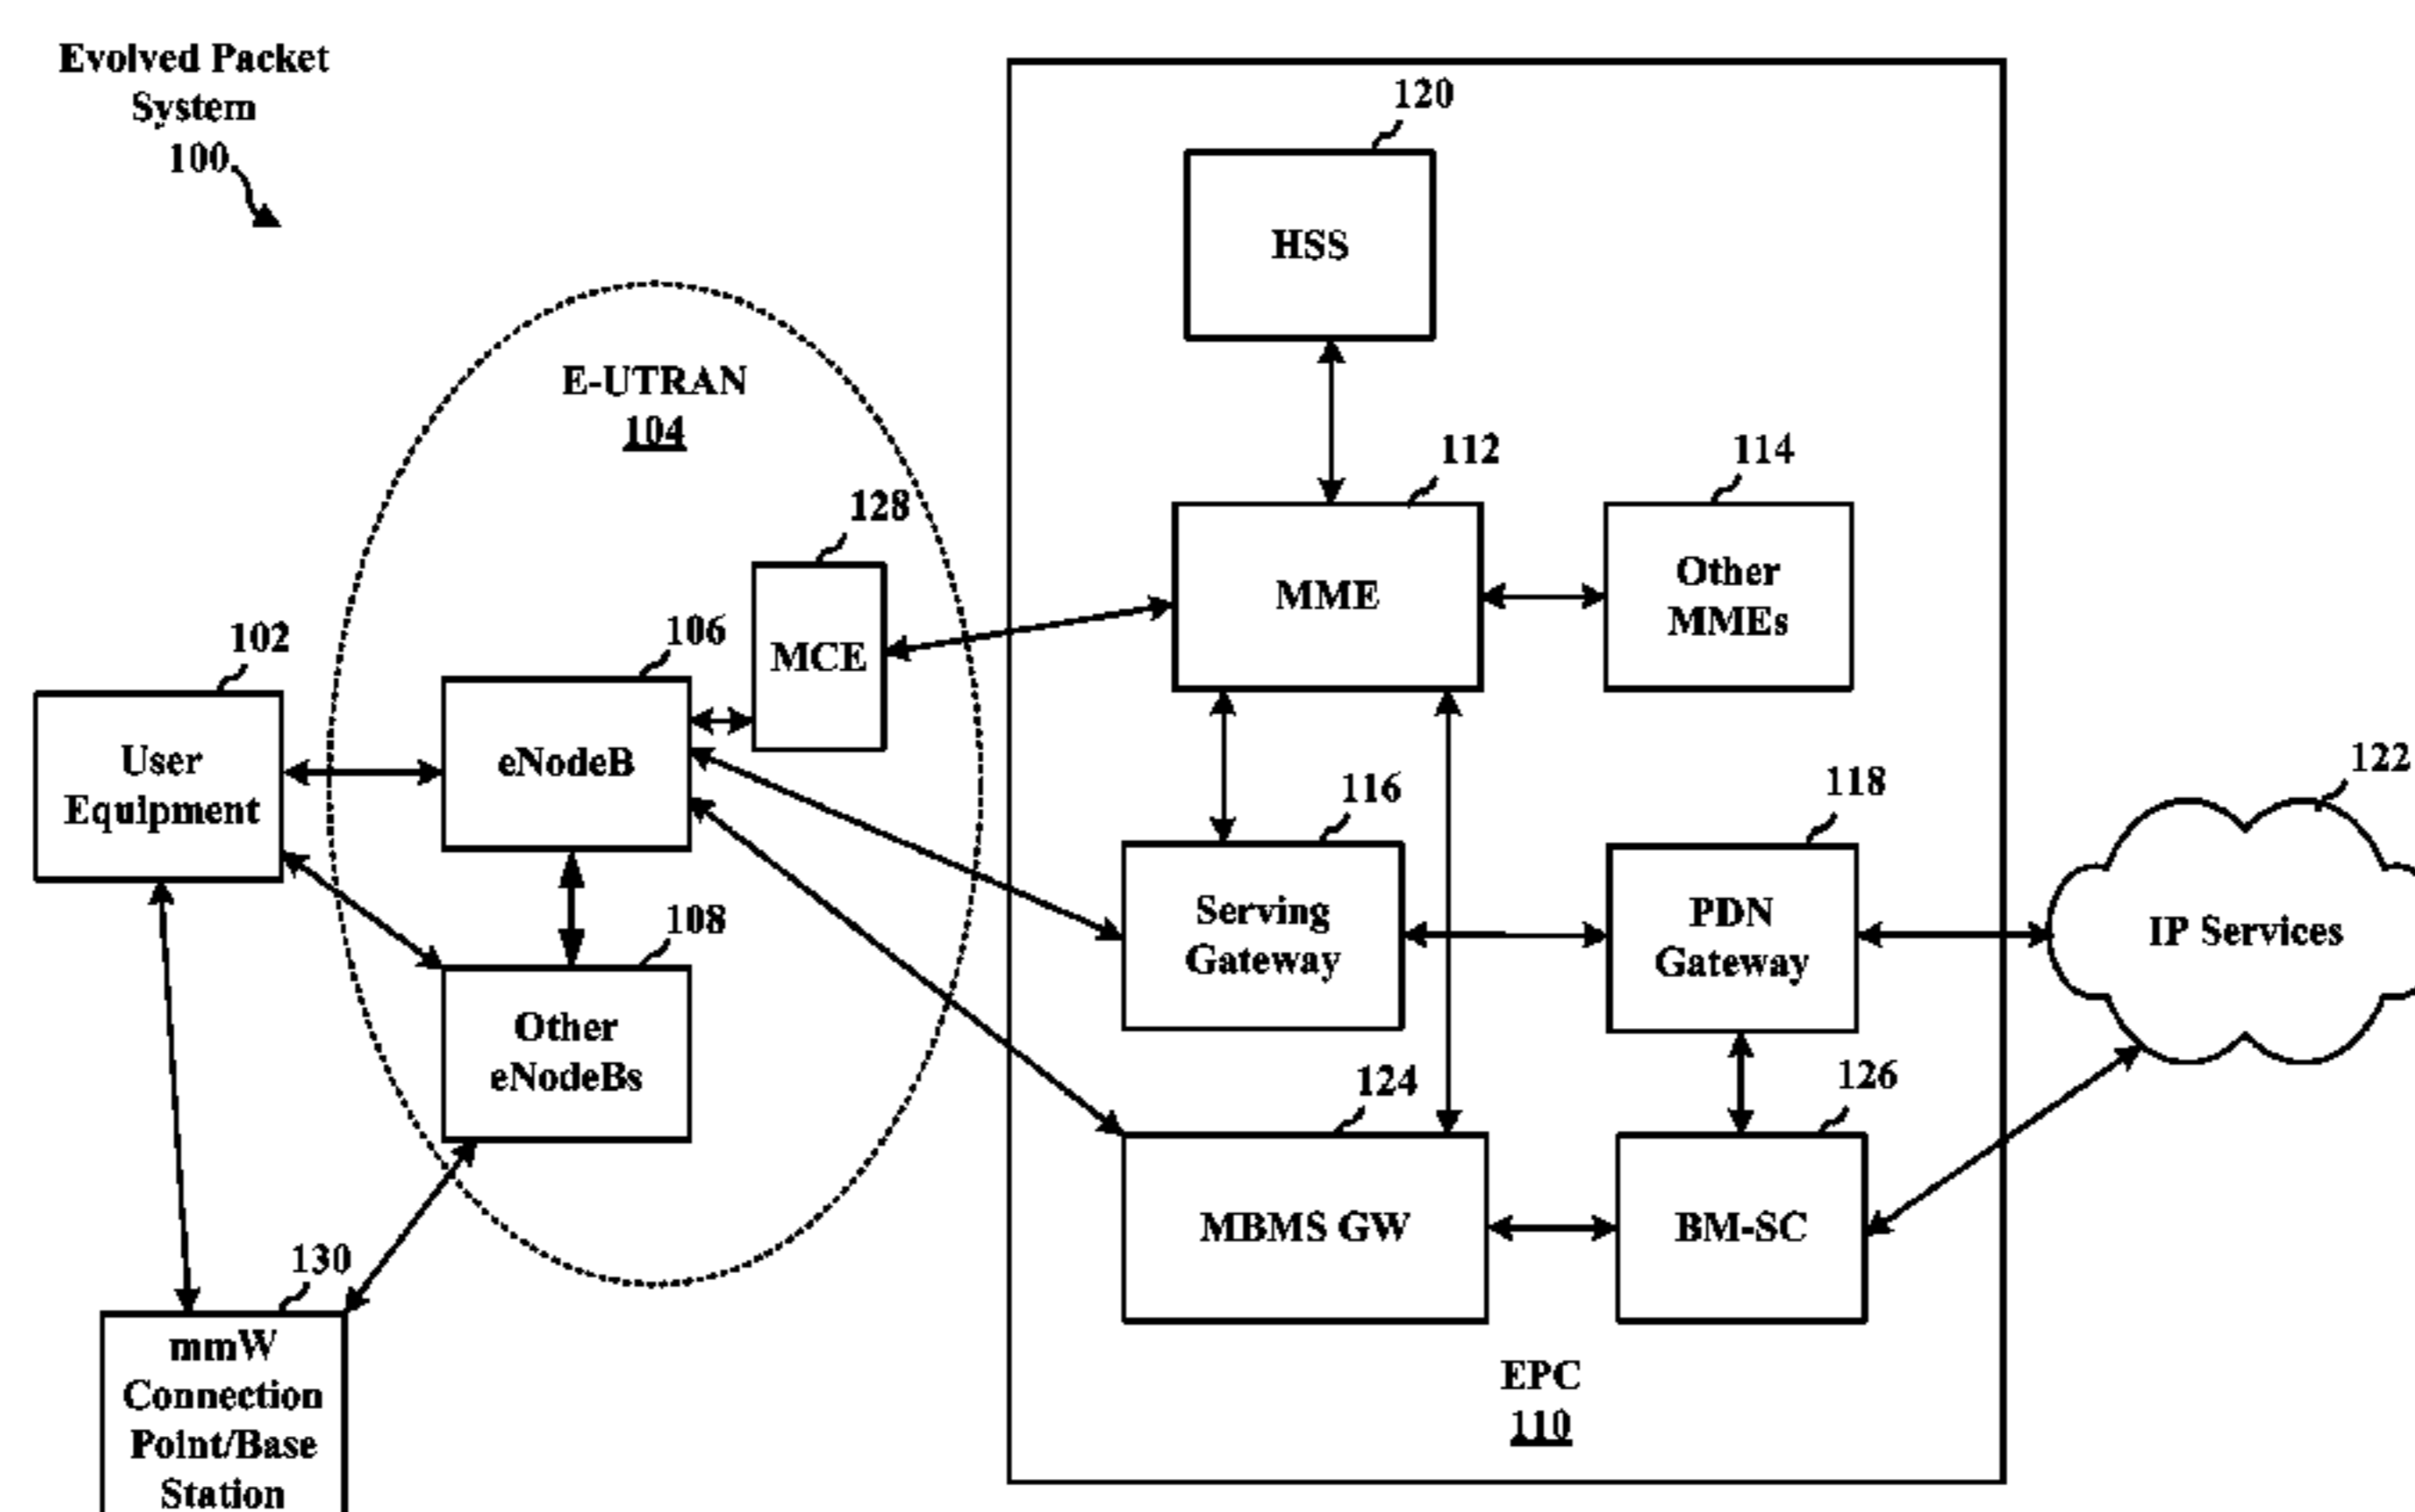 Evolved Packet
System
100
120
HSS
E-UTRAN
104
112
114
128
MME
Other
MMEs
106
MCE
102
User
Equipment
eNodeB
116
118
122
Serving
Gateway
PDN
Gateway
IP Services
108
Other
eNodeBs
124
126
MBMS GW
BM-SC
130
mmW
Connection
Point/Base
Station
EPC
110